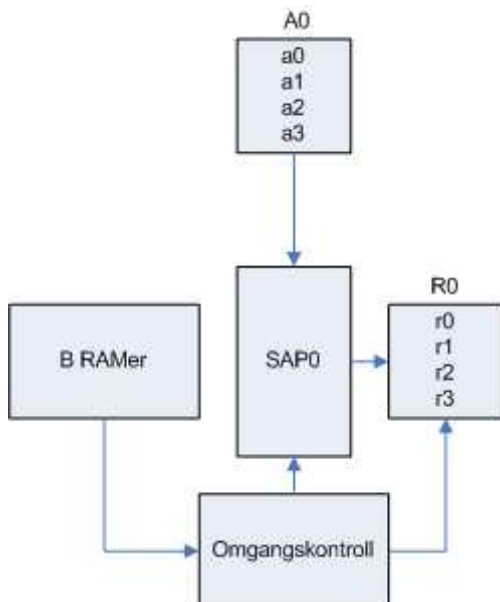 A0
a0
a1
a2
a3
R0
B RAMer
SAP0
r0
r1
r2
r3
Omgangskontroll